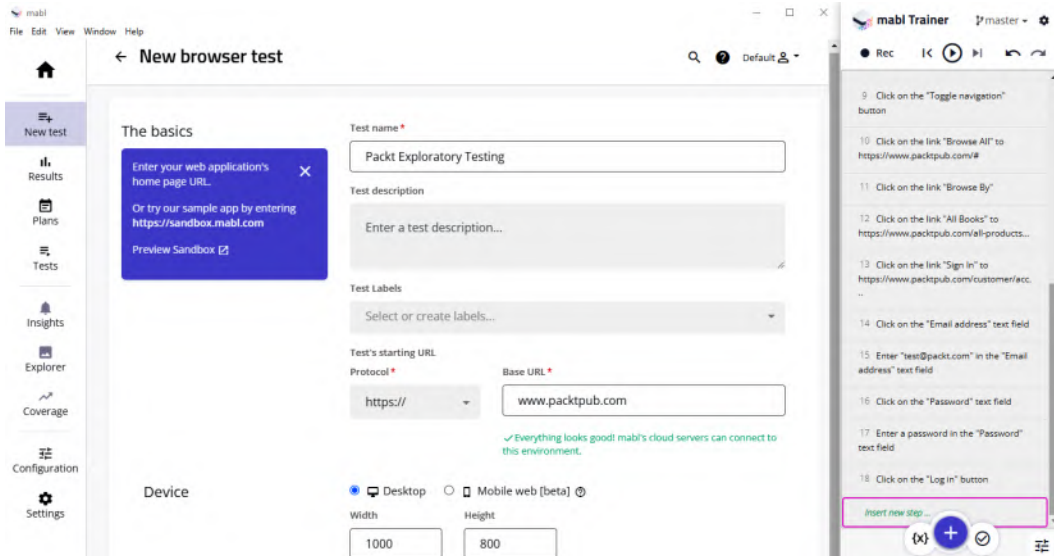 mabl
File Edit View Window Help
New browser test
Default
New test
Results
Plans
Tests
Insights
Explorer
Coverage
Configuration
Settings
The basics
Enter your web application's
home page URL.
Or try our sample app by entering
https://sandbox.mabl.com
Preview Sandbox
Test name *
Packt Exploratory Testing
Test description
Enter a test description...
Test Labels
Select or create labels...
Test's starting URL
Protocol *
Base URL *
https://
www.packtpub.com
Everything looks good! mabl's cloud servers can connect to
this environment.
Device
Desktop
Mobile web [beta]
Width
Height
1000
800
mabl Trainer
master
Rec
9 Click on the "Toggle navigation"
button
10 Click on the link "Browse All" to
https://www.packtpub.com/#
11 Click on the link "Browse By"
12 Click on the link "All Books" to
https://www.packtpub.com/all-products...
13 Click on the link "Sign In" to
https://www.packtpub.com/customer/acc.
..
14 Click on the "Email address" text field
15 Enter "test@packt.com" in the "Email
address" text field
16 Click on the "Password" text field
17 Enter a password in the "Password"
text field
18 Click on the "Log in" button
Insert new step ...
{x}